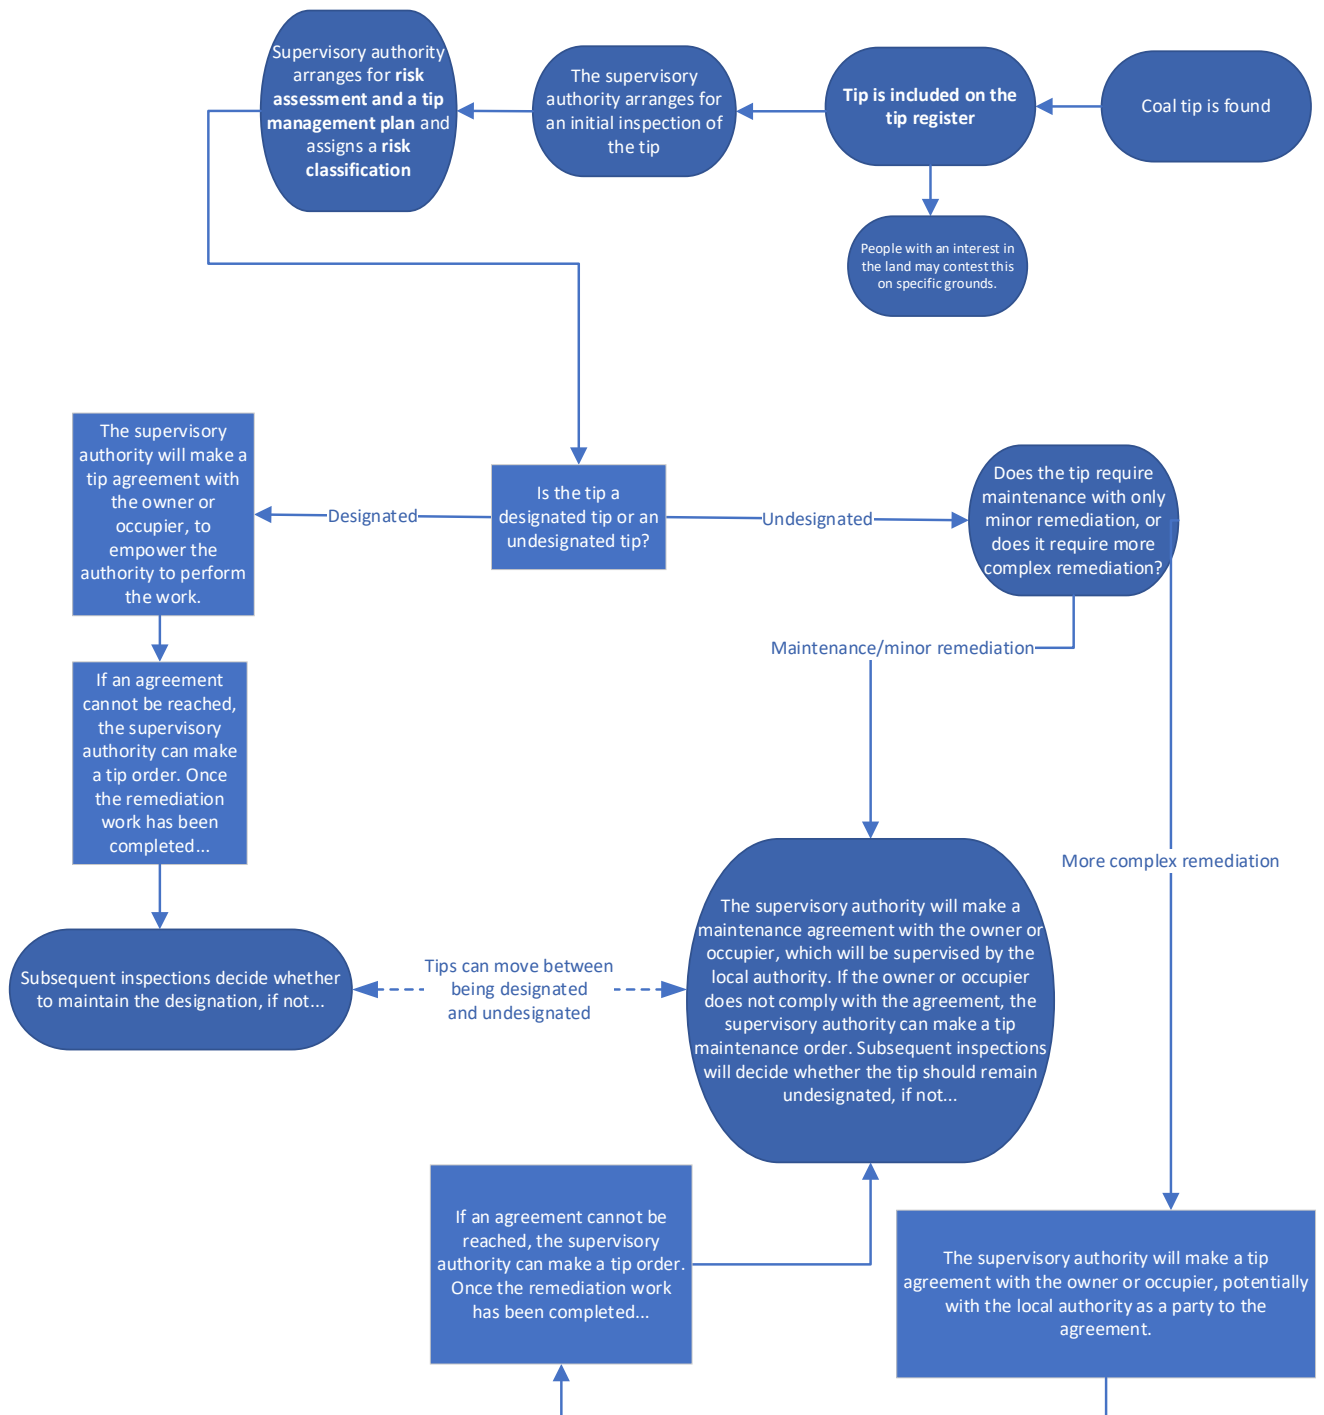 Coal tip is found
Tip is included on the
tip register
People with an interest in
the land may contest this
on specific grounds.
The supervisory
authority arranges for
an initial inspection of
the tip
Supervisory authority
arranges for risk
assessment and a tip
management plan and
assigns a risk
classification
Is the tip a
designated tip or an
undesignated tip?
Designated
The supervisory
authority will make a
tip agreement with
the owner or
occupier, to
empower the
authority to perform
the work.
If an agreement
cannot be reached,
the supervisory
authority can make
a tip order. Once
the remediation
work has been
completed...
Subsequent inspections decide whether
to maintain the designation, if not...
Tips can move between
being designated
and undesignated
Undesignated
Does the tip require
maintenance with only
minor remediation, or
does it require more
complex remediation?
Maintenance/minor remediation
The supervisory authority will make a
maintenance agreement with the owner or
occupier, which will be supervised by the
local authority. If the owner or occupier
does not comply with the agreement, the
supervisory authority can make a tip
maintenance order. Subsequent inspections
will decide whether the tip should remain
undesignated, if not...
More complex remediation
The supervisory authority will make a tip
agreement with the owner or occupier, potentially
with the local authority as a party to the
agreement.
If an agreement cannot be
reached, the supervisory
authority can make a tip order.
Once the remediation work
has been completed...